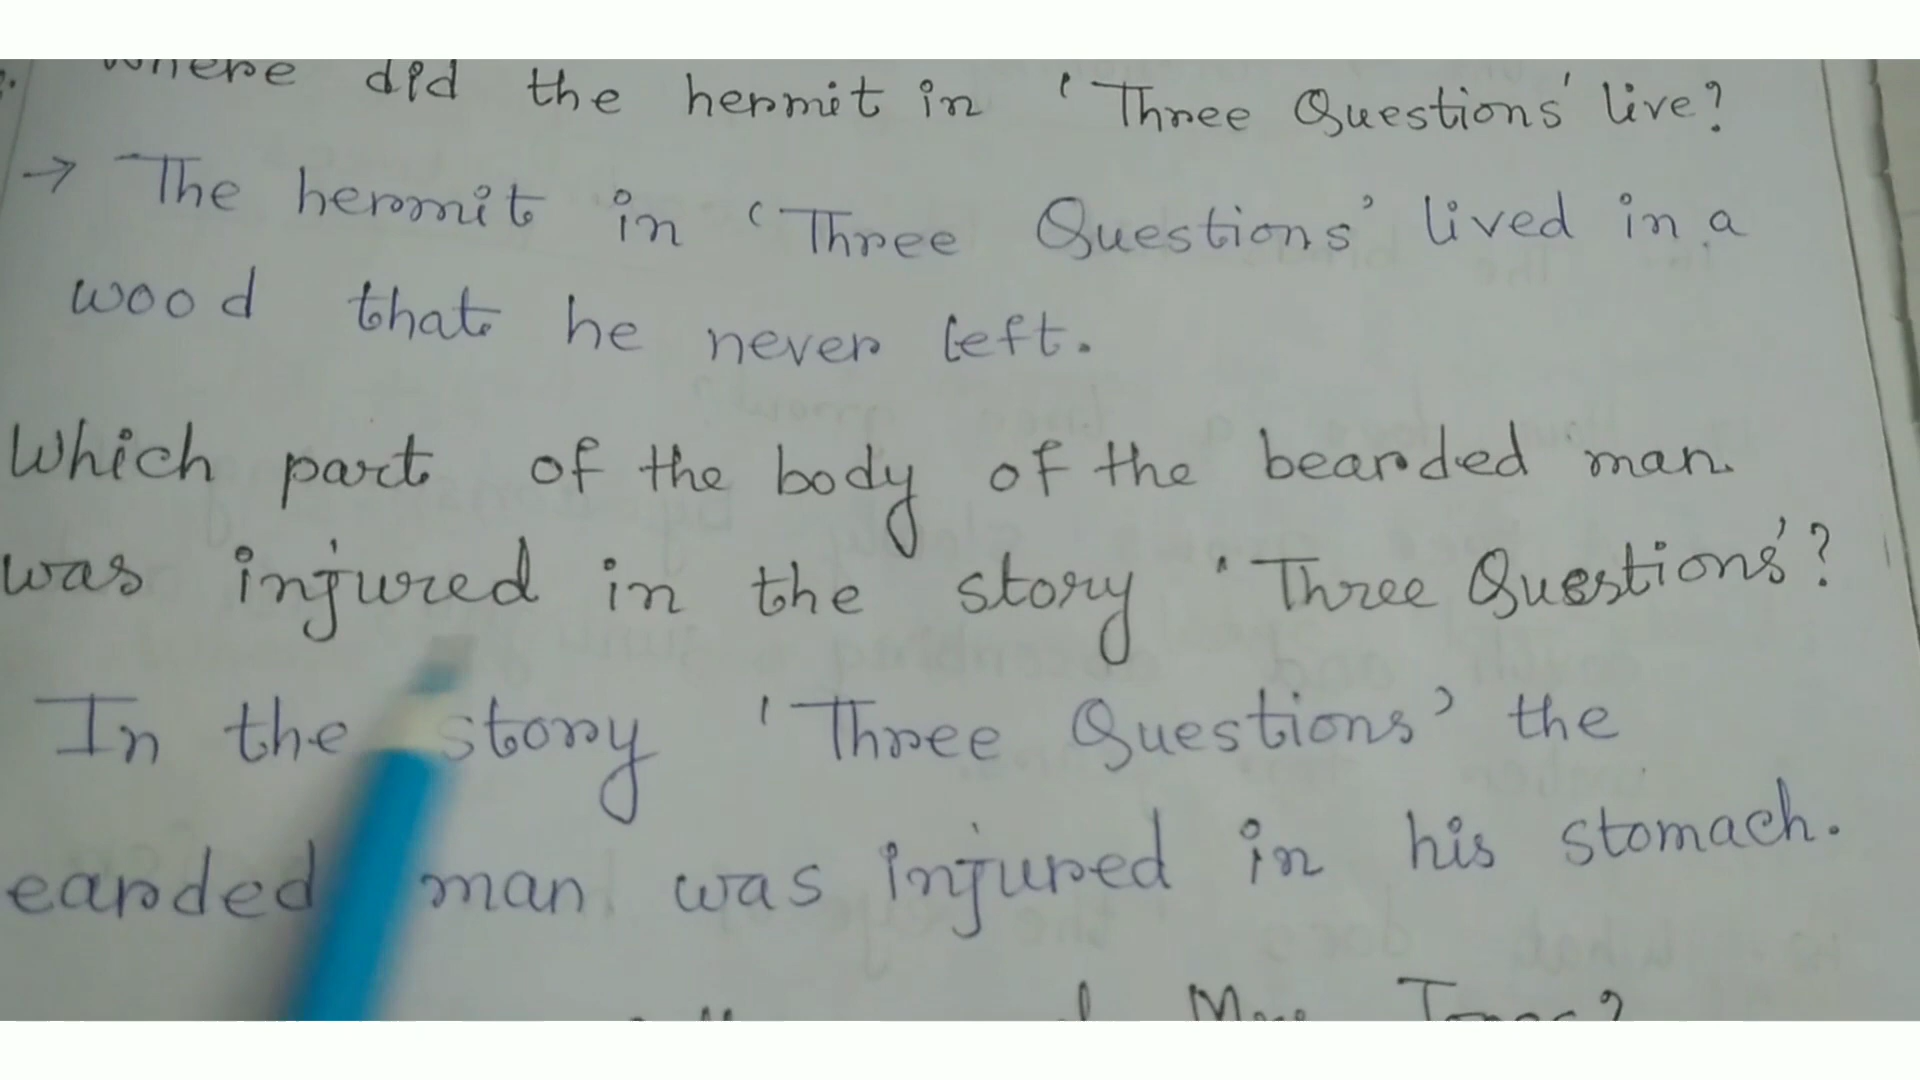 Where did the hermit in 'Three Questions' live?
→ The hermit in 'Three Questions' lived in a
wood that he never left.
Which part of the body of the bearded man
was injured in the story 'Three Questions'?
In the story 'Three Questions' the
earded man was injured in his stomach.